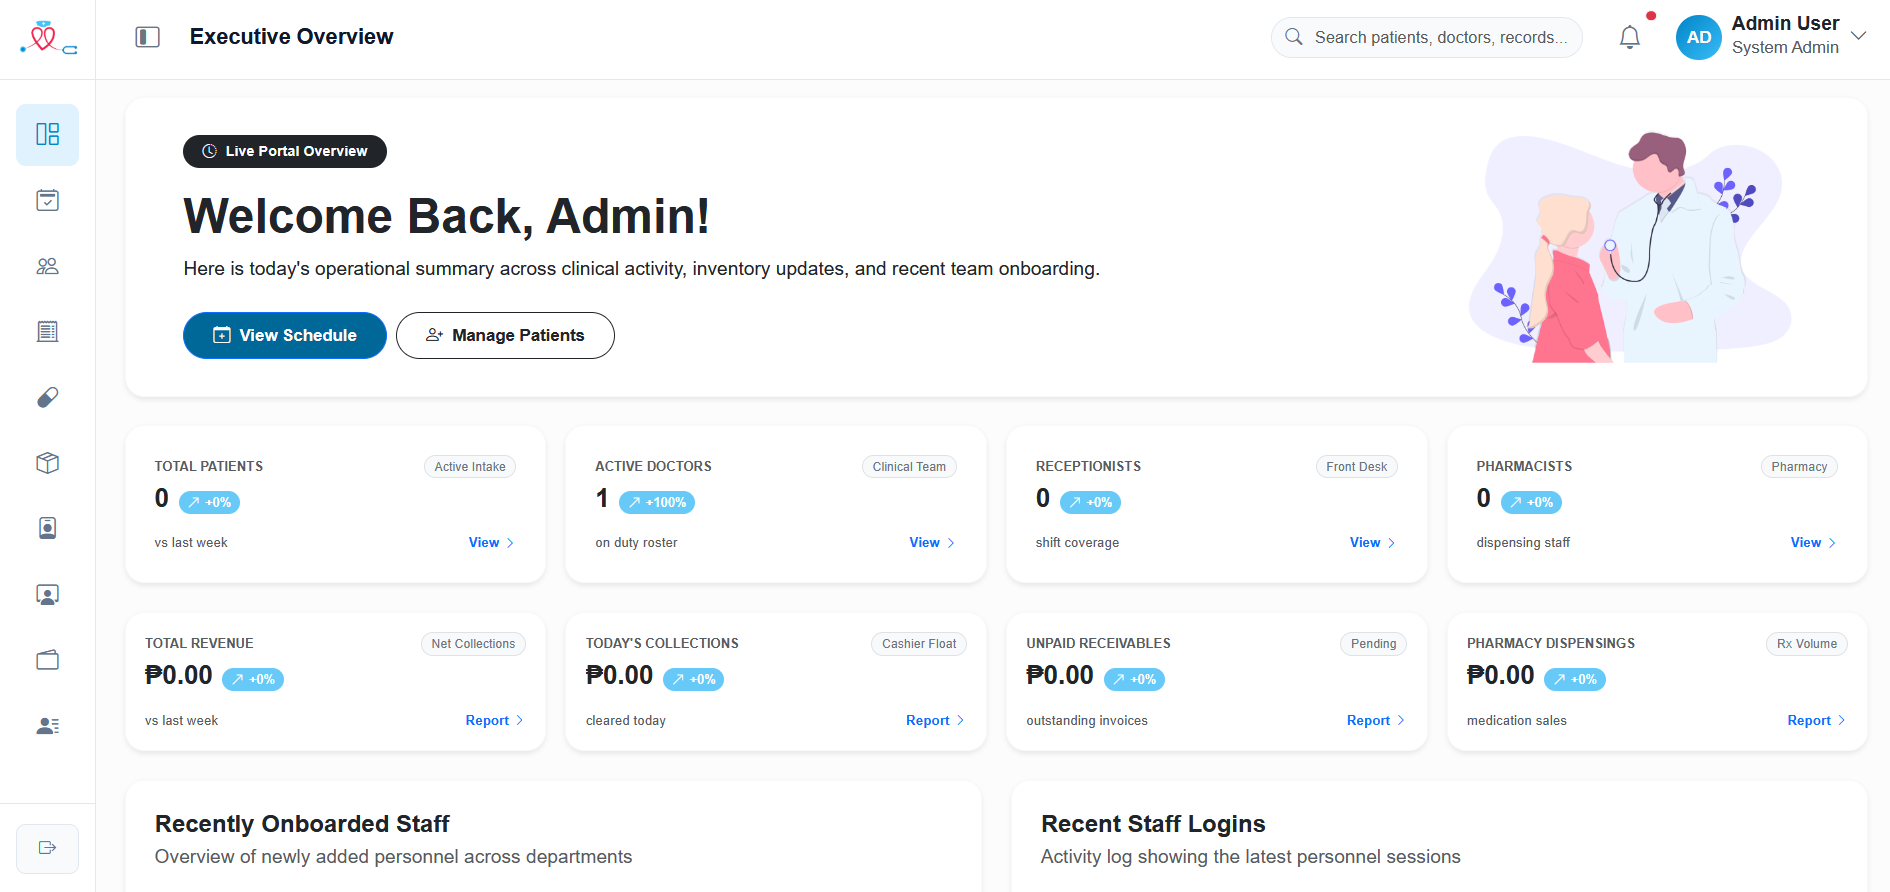 Executive Overview
Search patients, doctors, records...
AD
Admin User
System Admin
Live Portal Overview
Welcome Back, Admin!
Here is today's operational summary across clinical activity, inventory updates, and recent team onboarding.
View Schedule
Manage Patients
TOTAL PATIENTS
Active Intake
0
+0%
vs last week
View
ACTIVE DOCTORS
Clinical Team
1
+100%
on duty roster
View
RECEPTIONISTS
Front Desk
0
+0%
shift coverage
View
PHARMACISTS
Pharmacy
0
+0%
dispensing staff
View
TOTAL REVENUE
Net Collections
₱0.00
+0%
vs last week
Report
TODAY'S COLLECTIONS
Cashier Float
₱0.00
+0%
cleared today
Report
UNPAID RECEIVABLES
Pending
₱0.00
+0%
outstanding invoices
Report
PHARMACY DISPENSINGS
Rx Volume
₱0.00
+0%
medication sales
Report
Recently Onboarded Staff
Overview of newly added personnel across departments
Recent Staff Logins
Activity log showing the latest personnel sessions